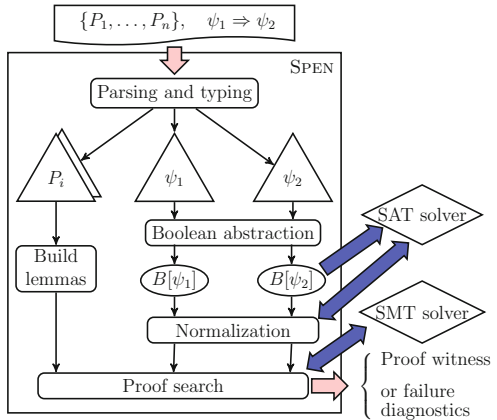 {P₁, . . . , Pₙ}, ψ₁ ⇒ ψ₂
SPEN
Parsing and typing
Pᵢ
ψ₁
ψ₂
SAT solver
Boolean abstraction
Build
lemmas
B[ψ₁]
B[ψ₂]
SMT solver
Normalization
Proof witness
Proof search
or failure
diagnostics